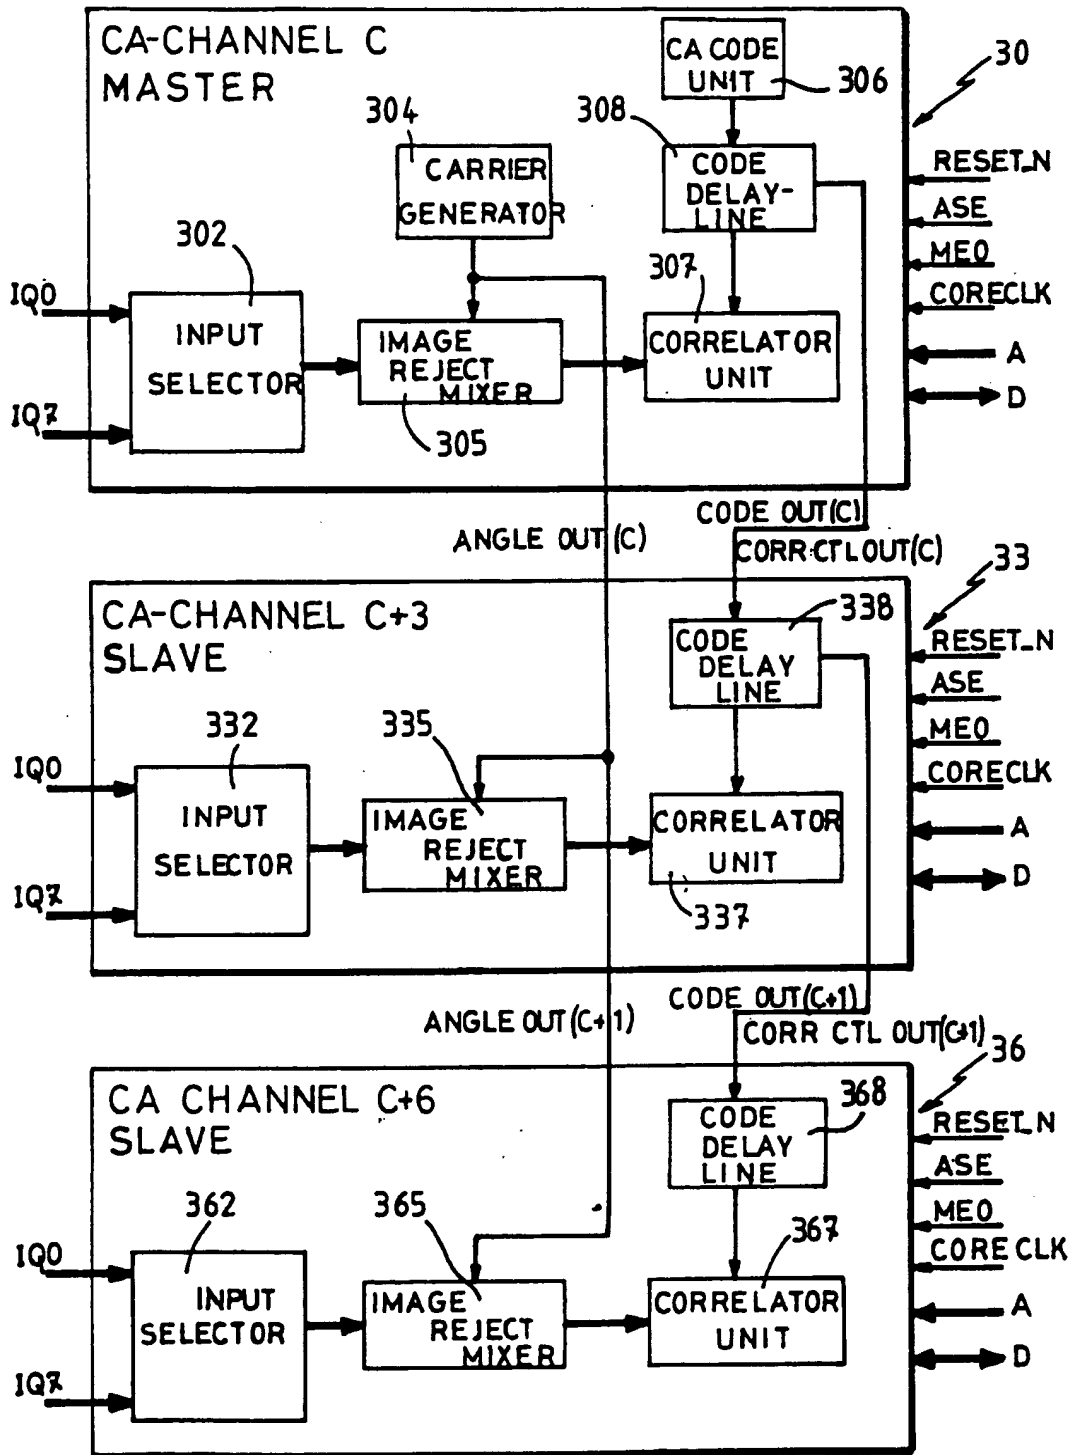 CA-CHANNEL C
MASTER
CA CODE
UNIT
306
30
304
308
CARRIER
GENERATOR
CODE
DELAY-
LINE
RESET_N
ASE
MEO
CORECLK
A
D
302
307
IQ0
IQ7
INPUT
SELECTOR
IMAGE
REJECT
MIXER
305
CORRELATOR
UNIT
ANGLE OUT(C)
CODE OUT(C)
CORR CTL OUT(C)
CA-CHANNEL C+3
SLAVE
33
338
CODE
DELAY
LINE
RESET_N
ASE
MEO
CORECLK
A
D
332
335
IQ0
IQ7
INPUT
SELECTOR
IMAGE
REJECT
MIXER
CORRELATOR
UNIT
337
ANGLE OUT(C+1)
CODE OUT(C+1)
CORR CTL OUT(C+1)
CA CHANNEL C+6
SLAVE
36
368
CODE
DELAY
LINE
RESET_N
ASE
MEO
CORECLK
A
D
362
365
367
IQ0
IQ7
INPUT
SELECTOR
IMAGE
REJECT
MIXER
CORRELATOR
UNIT